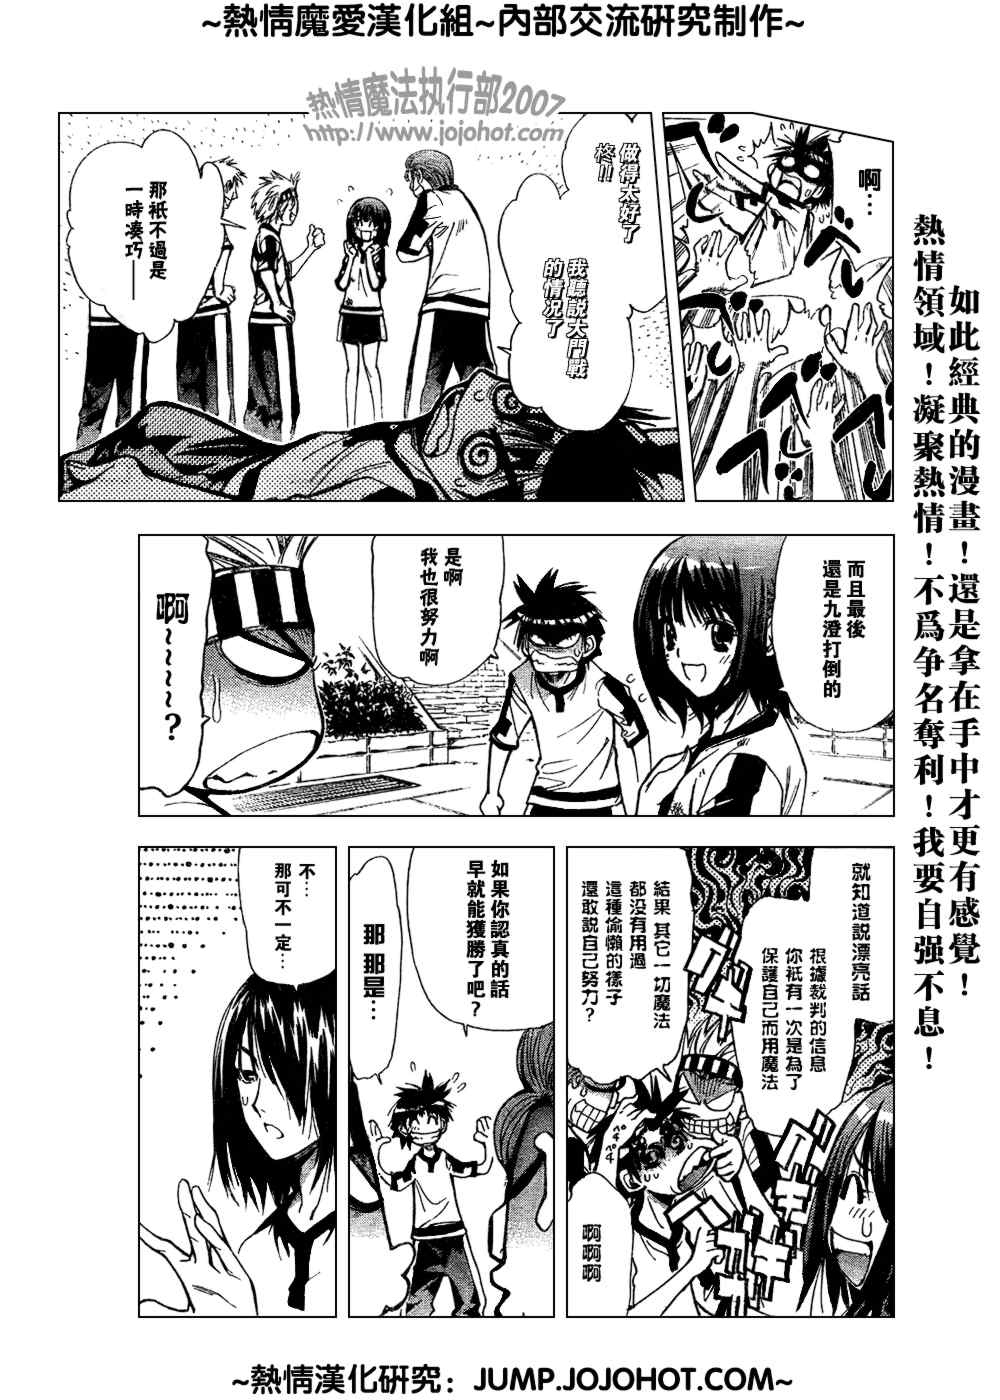 ~熱情魔愛漢化組~內部交流研究制作~
熱情魔法执行部2007
http://www.jojohot.com
啊…
做得太好了
柊!!
我聽說大門戰
的情況了
那衹不過是
一時凑巧——
而且最後
還是九澄打倒的
是啊
我也很努力啊
啊~~~~?
就知道説漂亮話
根據裁判的信息
你衹有一次是為了
保護自己而用魔法
結果 其它一切魔法
都没有用過
這種偷懶的樣子
還敢説自己努力?
ペペ
啊啊啊
如果你認真的話
早就能獲勝了吧?
那 那是…
不…
那可不一定…
如此經典的漫畫！還是拿在手中才更有感覺！
熱情領域！凝聚熱情！不爲争名奪利！我要自强不息！
~熱情漢化研究：JUMP.JOJOHOT.COM~